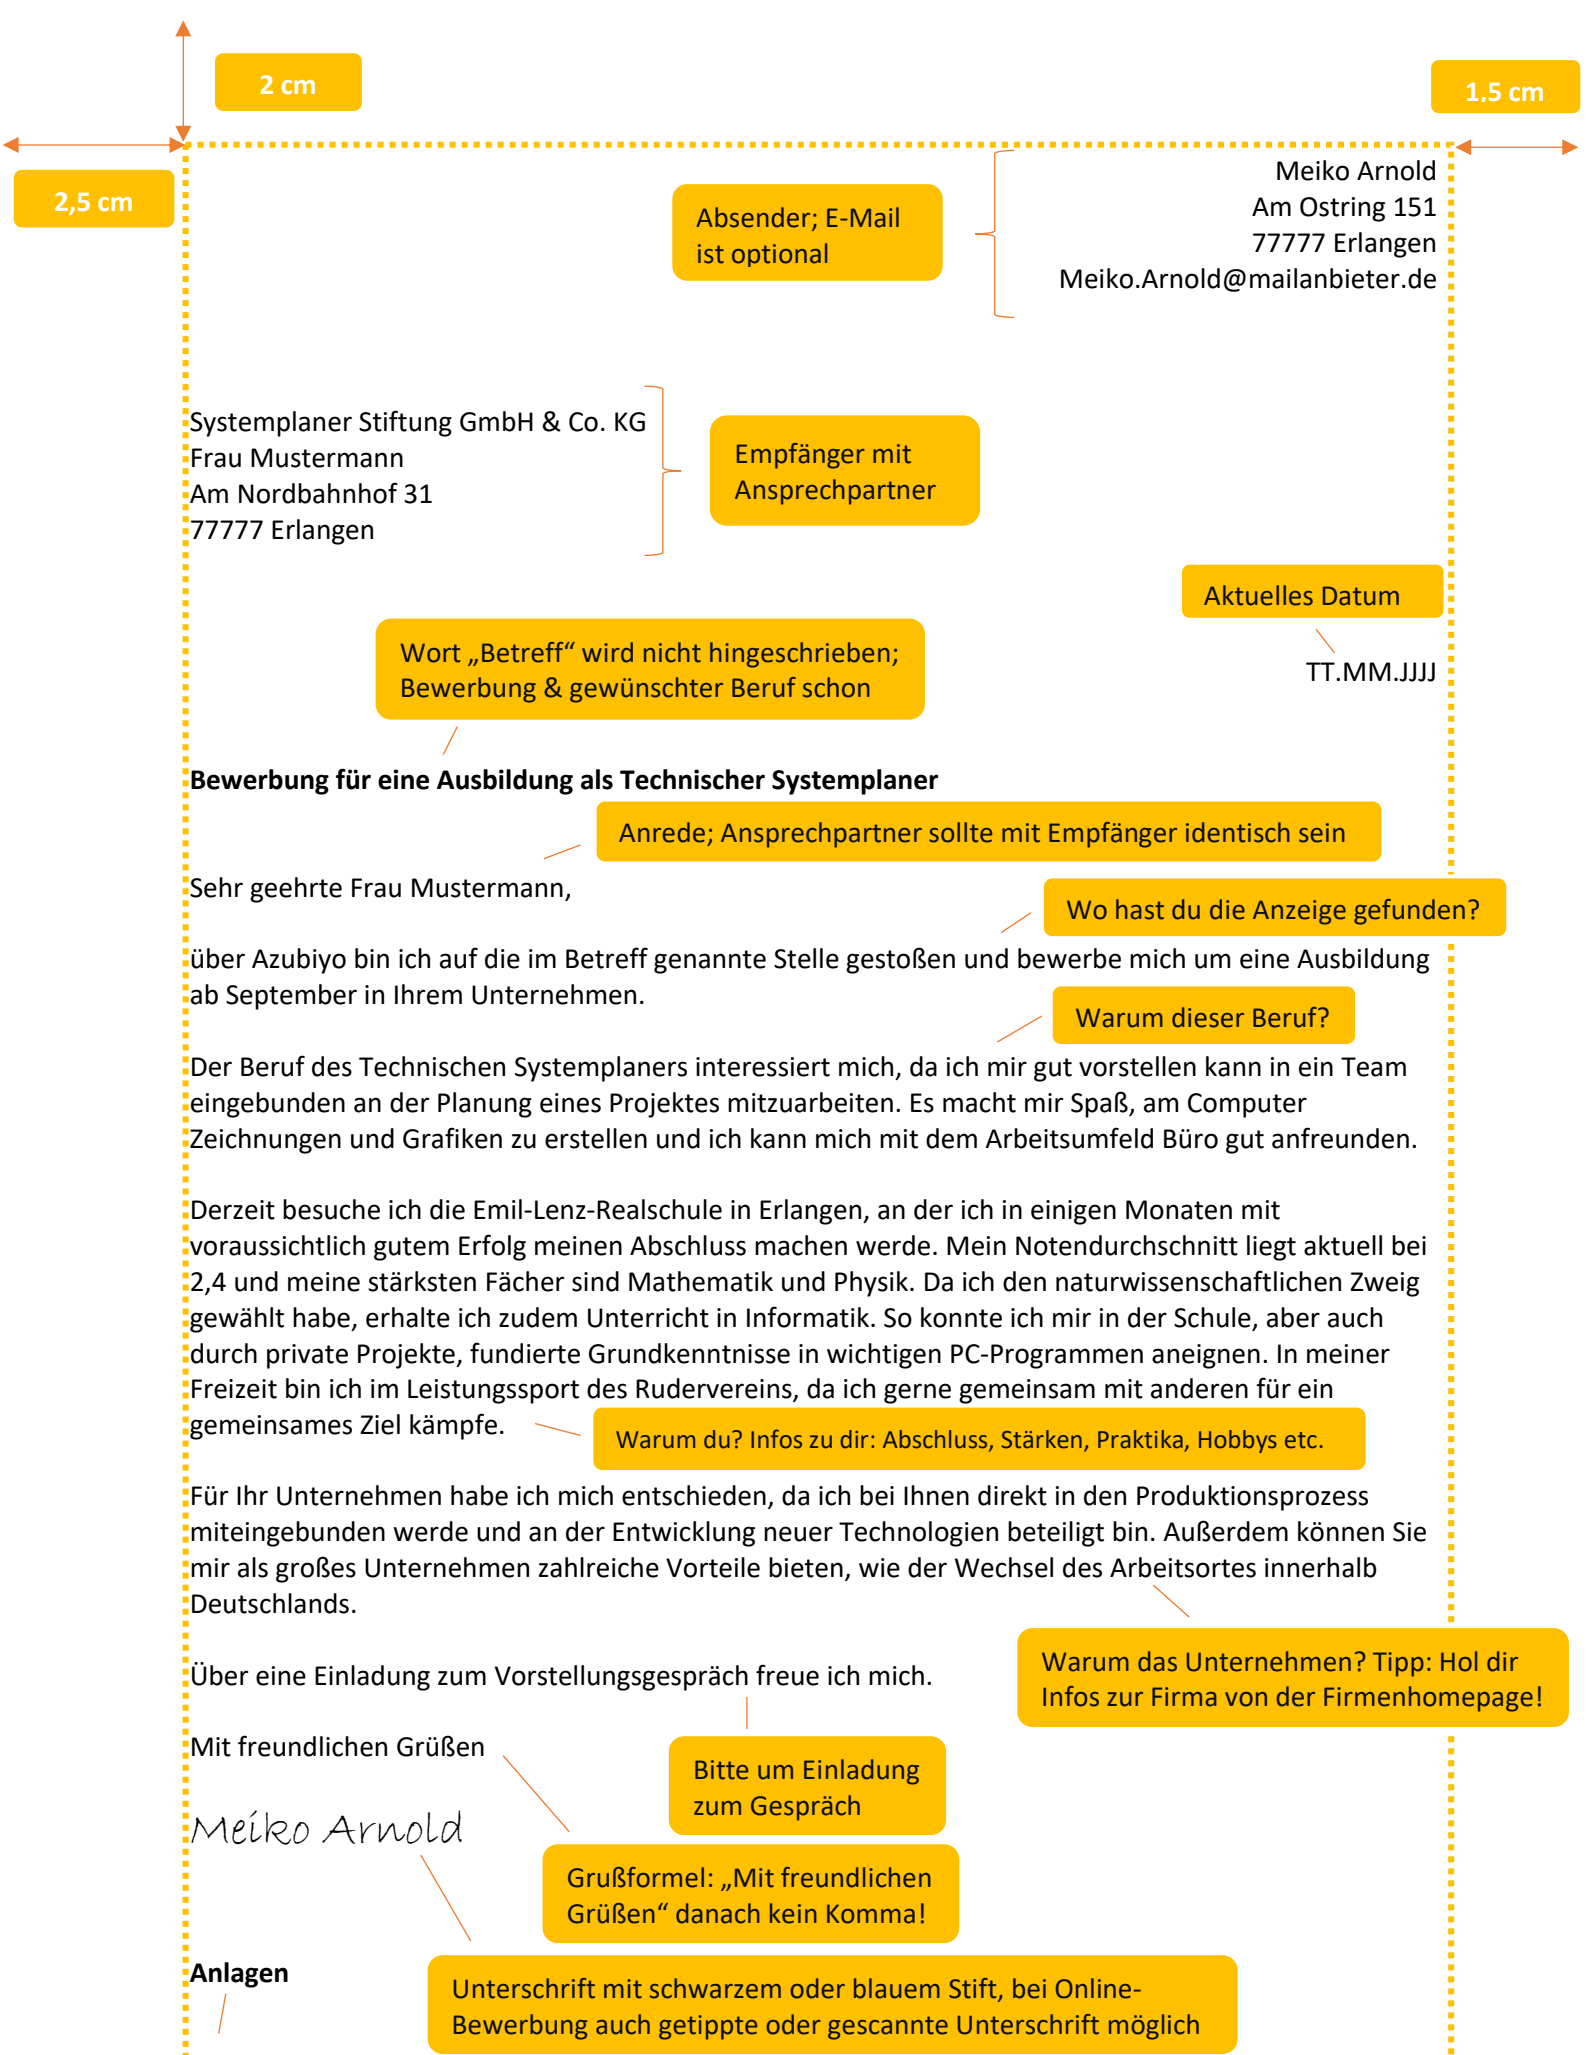 2 cm
1,5 cm
2,5 cm
Meiko Arnold
Am Ostring 151
77777 Erlangen
Meiko.Arnold@mailanbieter.de
Absender; E-Mail
ist optional
Systemplaner Stiftung GmbH & Co. KG
Frau Mustermann
Am Nordbahnhof 31
77777 Erlangen
Empfänger mit
Ansprechpartner
Aktuelles Datum
TT.MM.JJJJ
Wort „Betreff“ wird nicht hingeschrieben;
Bewerbung & gewünschter Beruf schon
Bewerbung für eine Ausbildung als Technischer Systemplaner
Anrede; Ansprechpartner sollte mit Empfänger identisch sein
Sehr geehrte Frau Mustermann,
Wo hast du die Anzeige gefunden?
über Azubiyo bin ich auf die im Betreff genannte Stelle gestoßen und bewerbe mich um eine Ausbildung
ab September in Ihrem Unternehmen.
Warum dieser Beruf?
Der Beruf des Technischen Systemplaners interessiert mich, da ich mir gut vorstellen kann in ein Team
eingebunden an der Planung eines Projektes mitzuarbeiten. Es macht mir Spaß, am Computer
Zeichnungen und Grafiken zu erstellen und ich kann mich mit dem Arbeitsumfeld Büro gut anfreunden.
Derzeit besuche ich die Emil-Lenz-Realschule in Erlangen, an der ich in einigen Monaten mit
voraussichtlich gutem Erfolg meinen Abschluss machen werde. Mein Notendurchschnitt liegt aktuell bei
2,4 und meine stärksten Fächer sind Mathematik und Physik. Da ich den naturwissenschaftlichen Zweig
gewählt habe, erhalte ich zudem Unterricht in Informatik. So konnte ich mir in der Schule, aber auch
durch private Projekte, fundierte Grundkenntnisse in wichtigen PC-Programmen aneignen. In meiner
Freizeit bin ich im Leistungssport des Rudervereins, da ich gerne gemeinsam mit anderen für ein
gemeinsames Ziel kämpfe.
Warum du? Infos zu dir: Abschluss, Stärken, Praktika, Hobbys etc.
Für Ihr Unternehmen habe ich mich entschieden, da ich bei Ihnen direkt in den Produktionsprozess
miteingebunden werde und an der Entwicklung neuer Technologien beteiligt bin. Außerdem können Sie
mir als großes Unternehmen zahlreiche Vorteile bieten, wie der Wechsel des Arbeitsortes innerhalb
Deutschlands.
Warum das Unternehmen? Tipp: Hol dir
Infos zur Firma von der Firmenhomepage!
Über eine Einladung zum Vorstellungsgespräch freue ich mich.
Mit freundlichen Grüßen
Bitte um Einladung
zum Gespräch
Meiko Arnold
Grußformel: „Mit freundlichen
Grüßen“ danach kein Komma!
Anlagen
Unterschrift mit schwarzem oder blauem Stift, bei Online-
Bewerbung auch getippte oder gescannte Unterschrift möglich